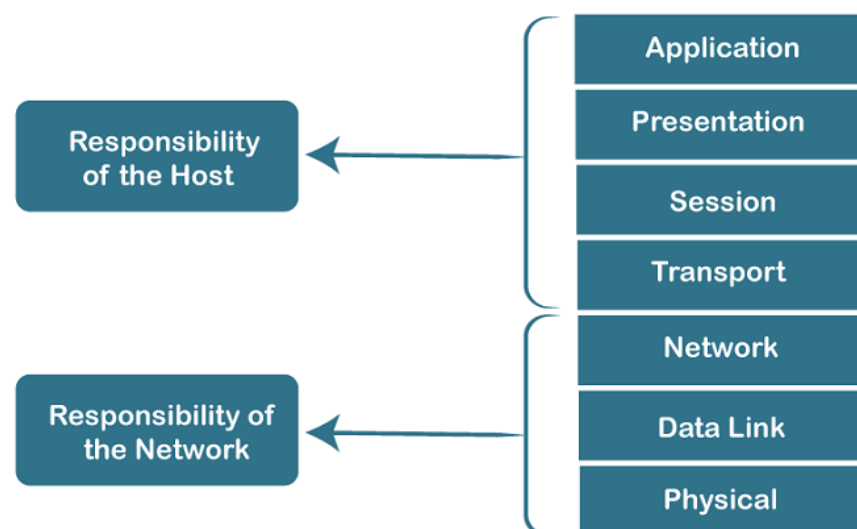 Responsibility
of the Host
Application
Presentation
Session
Transport
Responsibility of
the Network
Network
Data Link
Physical